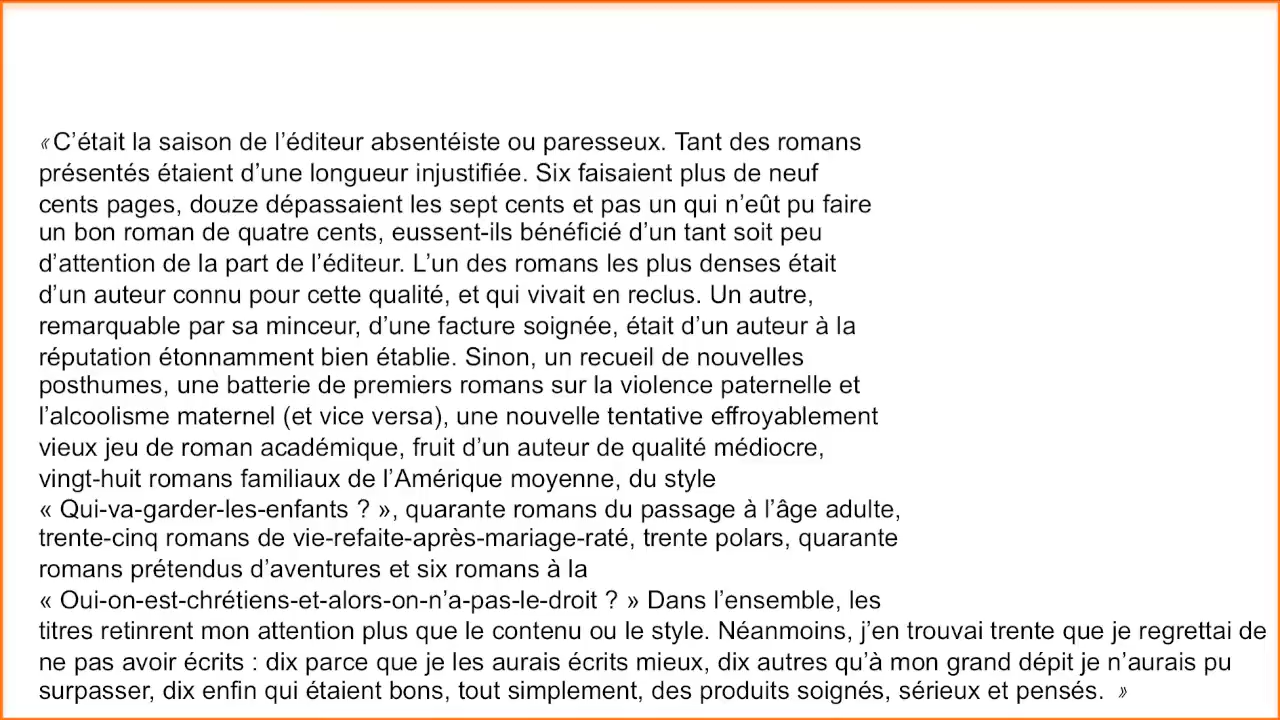 « C’était la saison de l’éditeur absentéiste ou paresseux. Tant des romans
présentés étaient d’une longueur injustifiée. Six faisaient plus de neuf
cents pages, douze dépassaient les sept cents et pas un qui n’eût pu faire
un bon roman de quatre cents, eussent-ils bénéficié d’un tant soit peu
d’attention de la part de l’éditeur. L’un des romans les plus denses était
d’un auteur connu pour cette qualité, et qui vivait en reclus. Un autre,
remarquable par sa minceur, d’une facture soignée, était d’un auteur à la
réputation étonnamment bien établie. Sinon, un recueil de nouvelles
posthumes, une batterie de premiers romans sur la violence paternelle et
l’alcoolisme maternel (et vice versa), une nouvelle tentative effroyablement
vieux jeu de roman académique, fruit d’un auteur de qualité médiocre,
vingt-huit romans familiaux de l’Amérique moyenne, du style
« Qui-va-garder-les-enfants ? », quarante romans du passage à l’âge adulte,
trente-cinq romans de vie-refaite-après-mariage-raté, trente polars, quarante
romans prétendus d’aventures et six romans à la
« Oui-on-est-chrétiens-et-alors-on-n’a-pas-le-droit ? » Dans l’ensemble, les
titres retinrent mon attention plus que le contenu ou le style. Néanmoins, j’en trouvai trente que je regrettai de
ne pas avoir écrits : dix parce que je les aurais écrits mieux, dix autres qu’à mon grand dépit je n’aurais pu
surpasser, dix enfin qui étaient bons, tout simplement, des produits soignés, sérieux et pensés. »